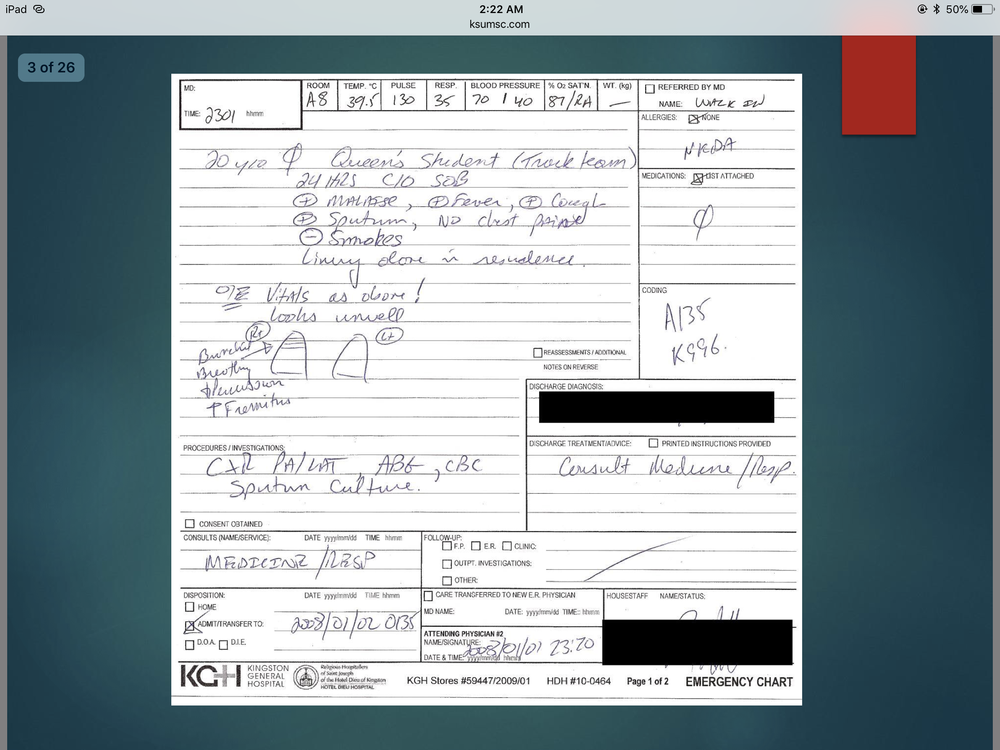 iPad
2:22 AM
50%
ksumsc.com
3 of 26
MD:
TIME: 2301 hhmm
ROOM
A8
TEMP. °C
39.5
PULSE
130
RESP.
35
BLOOD PRESSURE
70 / 40
% O2 SAT'N.
87/RA
WT. (kg)
—
REFERRED BY MD
NAME: WALK IN
ALLERGIES: NONE
NKDA
MEDICATIONS: LIST ATTACHED
φ
20 y/o Queen's Student (Track team)
24 HRS C/O SOB
⊕ MALAISE, ⊕ Fever, ⊕ Cough
⊕ Sputum, NO chest pain
⊖ Smokes
Living alone in residence.
O/E Vitals as above!
Looks unwell
Rt
Lt
Bronchial
Breathing
↓Percussion
↑Fremitus
REASSESSMENTS / ADDITIONAL
NOTES ON REVERSE
CODING
A135
K996.
DISCHARGE DIAGNOSIS:
PROCEDURES / INVESTIGATIONS:
CXR PA/LAT, ABG, CBC
Sputum Culture.
CONSENT OBTAINED
DISCHARGE TREATMENT/ADVICE: PRINTED INSTRUCTIONS PROVIDED
Consult Medicine/Resp.
CONSULTS (NAME/SERVICE): DATE yyyy/mm/dd TIME hhmm
MEDICINE/RESP
FOLLOW-UP:
F.P. E.R. CLINIC:
OUTPT. INVESTIGATIONS:
OTHER:
DISPOSITION: DATE yyyy/mm/dd TIME hhmm
HOME
ADMIT/TRANSFER TO: 2008/01/02 0135
D.O.A. D.I.E.
CARE TRANSFERRED TO NEW E.R. PHYSICIAN
MD NAME: DATE: yyyy/mm/dd TIME:: hhmm
ATTENDING PHYSICIAN #2
NAME/SIGNATURE:
2008/01/01 23:20
DATE & TIME: yyyy/mm/dd hhmm
HOUSESTAFF NAME/STATUS:
KGH KINGSTON
GENERAL
HOSPITAL
Religious Hospitallers
of Saint Joseph
of the Hotel Dieu of Kingston
HOTEL DIEU HOSPITAL
KGH Stores #59447/2009/01 HDH #10-0464 Page 1 of 2 EMERGENCY CHART